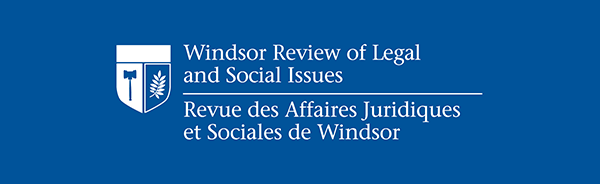 Windsor Review of Legal
and Social Issues
Revue des Affaires Juridiques
et Sociales de Windsor